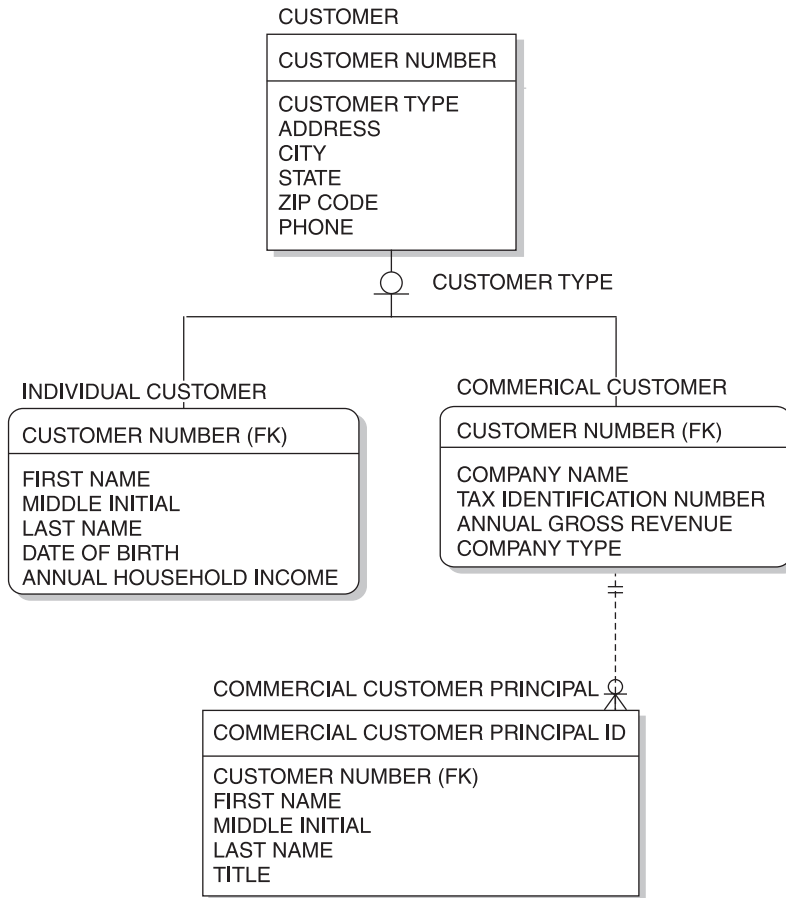 CUSTOMER
CUSTOMER NUMBER
CUSTOMER TYPE
ADDRESS
CITY
STATE
ZIP CODE
PHONE
CUSTOMER TYPE
INDIVIDUAL CUSTOMER
CUSTOMER NUMBER (FK)
FIRST NAME
MIDDLE INITIAL
LAST NAME
DATE OF BIRTH
ANNUAL HOUSEHOLD INCOME
COMMERICAL CUSTOMER
CUSTOMER NUMBER (FK)
COMPANY NAME
TAX IDENTIFICATION NUMBER
ANNUAL GROSS REVENUE
COMPANY TYPE
COMMERCIAL CUSTOMER PRINCIPAL
COMMERCIAL CUSTOMER PRINCIPAL ID
CUSTOMER NUMBER (FK)
FIRST NAME
MIDDLE INITIAL
LAST NAME
TITLE